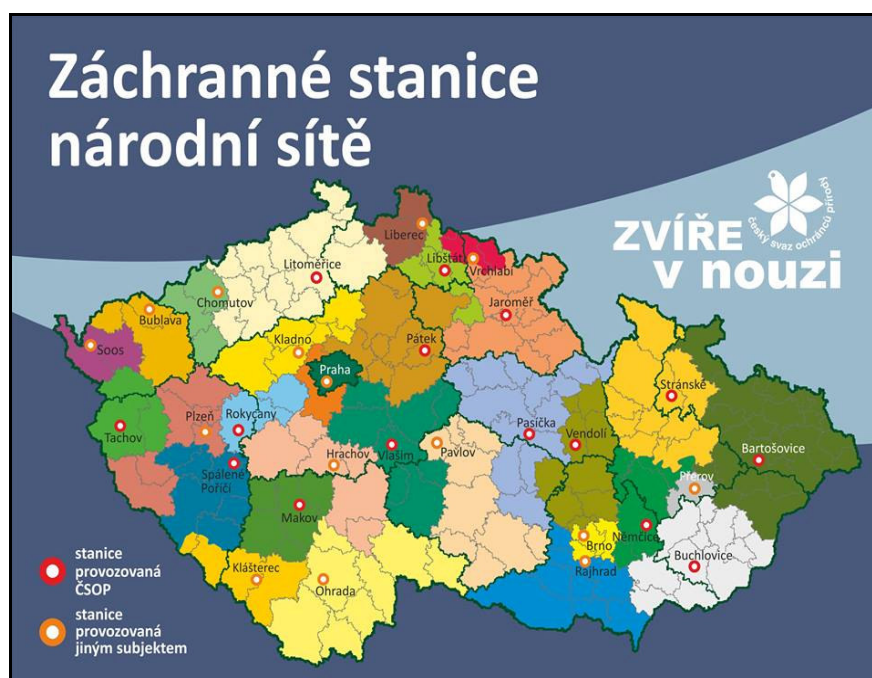 Záchranné stanice
národní sítě
český svaz ochránců přírody
ZVÍŘE
v nouzi
Liberec
Libštát
Vrchlabí
Litoměřice
Chomutov
Jaroměř
Bublava
Kladno
Pátek
Soos
Praha
Stránské
Plzeň
Rokycany
Tachov
Pasíčka
Vendolí
Hrachov
Vlašim
Pavlov
Bartošovice
Spálené
Poříčí
Přerov
Makov
Brno
Němčice
Buchlovice
Rajhrad
Klášterec
Ohrada
stanice
provozovaná
ČSOP
stanice
provozovaná
jiným subjektem